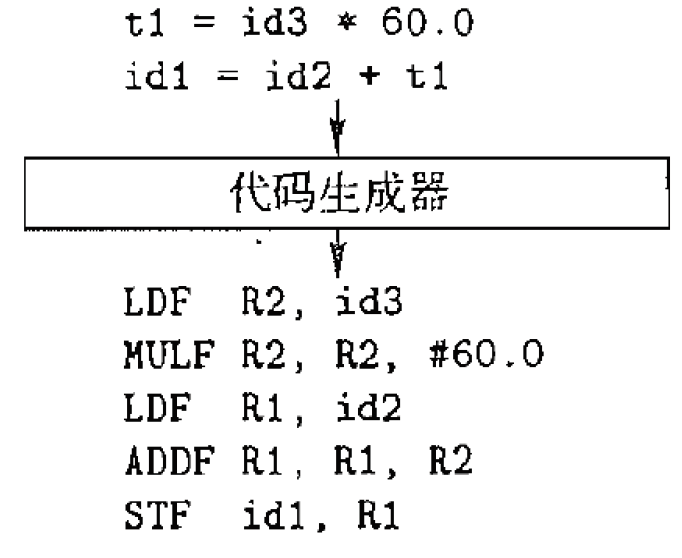 t1 = id3 * 60.0
id1 = id2 + t1
代码生成器
LDF R2, id3
MULF R2, R2, #60.0
LDF R1, id2
ADDF R1, R1, R2
STF id1, R1